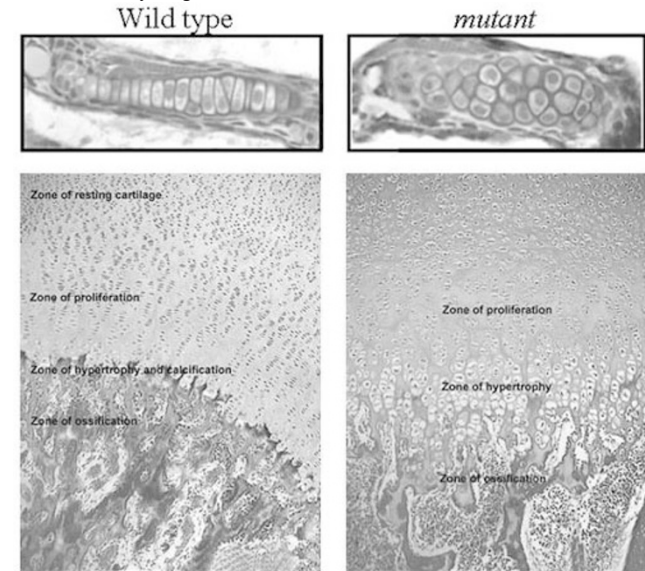 Wild type
mutant
Zone of resting cartilage
Zone of proliferation
Zone of hypertrophy and calcification
Zone of ossification
Zone of proliferation
Zone of hypertrophy
Zone of ossification